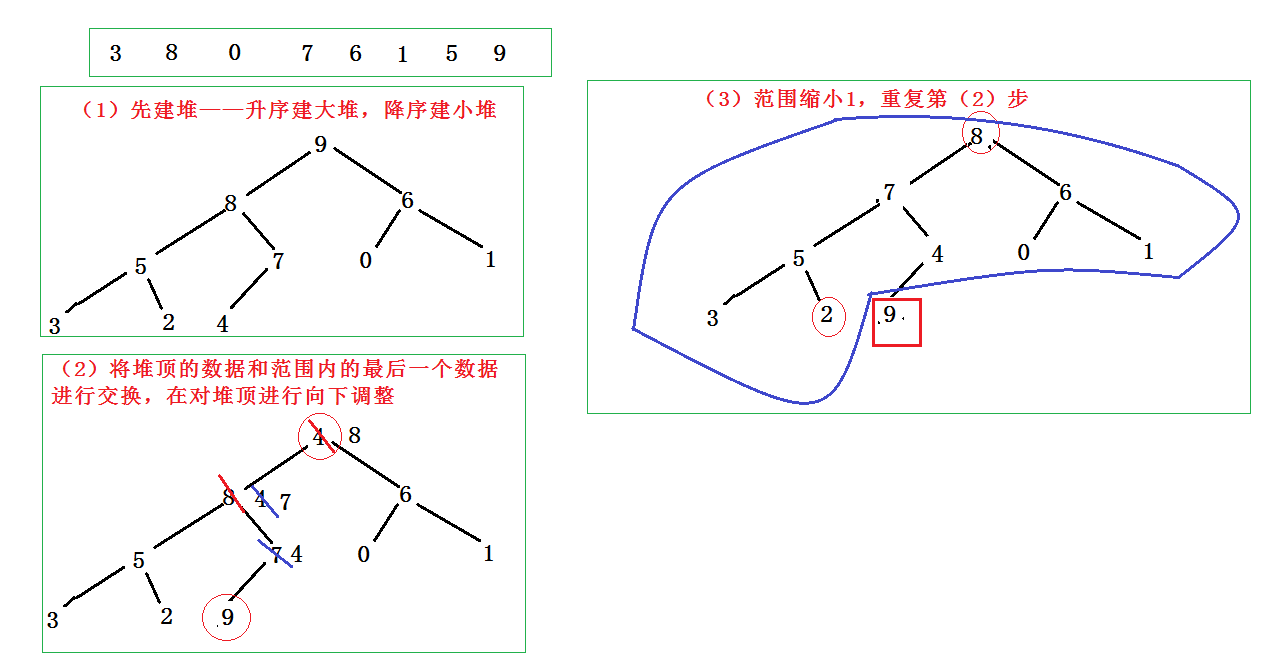 3 8 0 7 6 1 5 9
（1）先建堆——升序建大堆，降序建小堆
9
8 6
5 7 0 1
3 2 4
（2）将堆顶的数据和范围内的最后一个数据
进行交换，在对堆顶进行向下调整
4 8
8 4 7 6
5 7 4 0 1
3 2 9
（3）范围缩小1，重复第（2）步
8
7 6
5 4 0 1
3 2 9